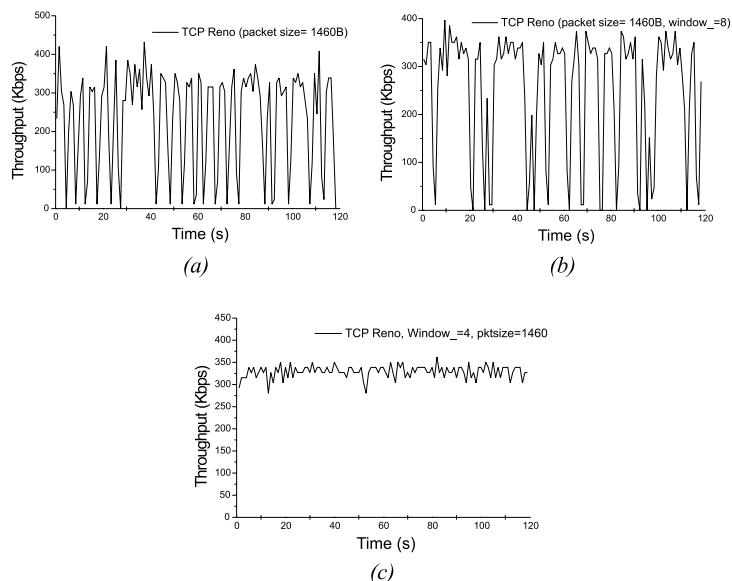 TCP Reno (packet size= 1460B)
Throughput (Kbps)
500
400
300
200
100
0
0 20 40 60 80 100 120
Time (s)
(a)
TCP Reno (packet size= 1460B, window_=8)
Throughput (Kbps)
400
300
200
100
0
0 20 40 60 80 100 120
Time (s)
(b)
TCP Reno, Window_=4, pktsize=1460
Throughput (Kbps)
450
400
350
300
250
200
150
100
50
0
0 20 40 60 80 100 120
Time (s)
(c)